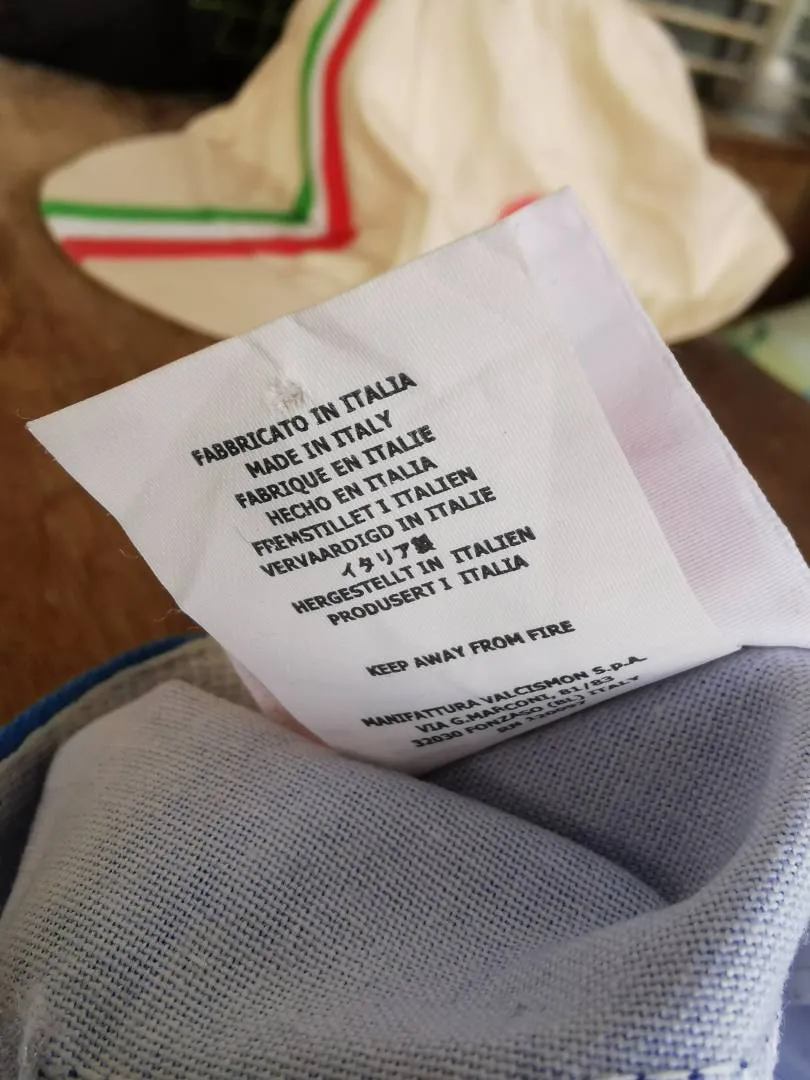 FABBRICATO IN ITALIA
MADE IN ITALY
FABRIQUE EN ITALIE
HECHO EN ITALIA
FREMSTILLET I ITALIEN
VERVAARDIGD IN ITALIE
イタリア製
HERGESTELLT IN ITALIEN
PRODUSERT I ITALIA
KEEP AWAY FROM FIRE
MANIFATTURA VALCISMON S.p.A.
VIA G.MARCONI, 81/83
32030 FONZASO (BL) ITALY